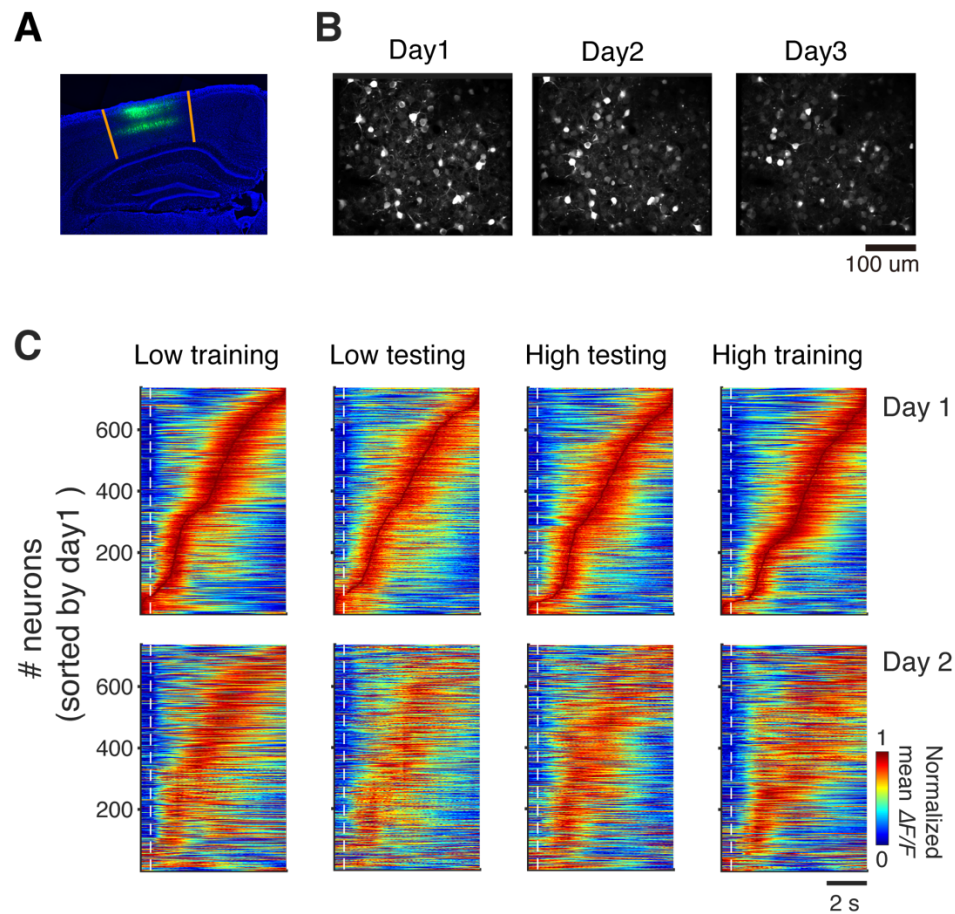 A
B
Day1
Day2
Day3
100 um
C
Low training
Low testing
High testing
High training
Day 1
600
400
200
# neurons
(sorted by day1 )
Day 2
600
400
200
1
0
Normalized
mean ΔF/F
2 s